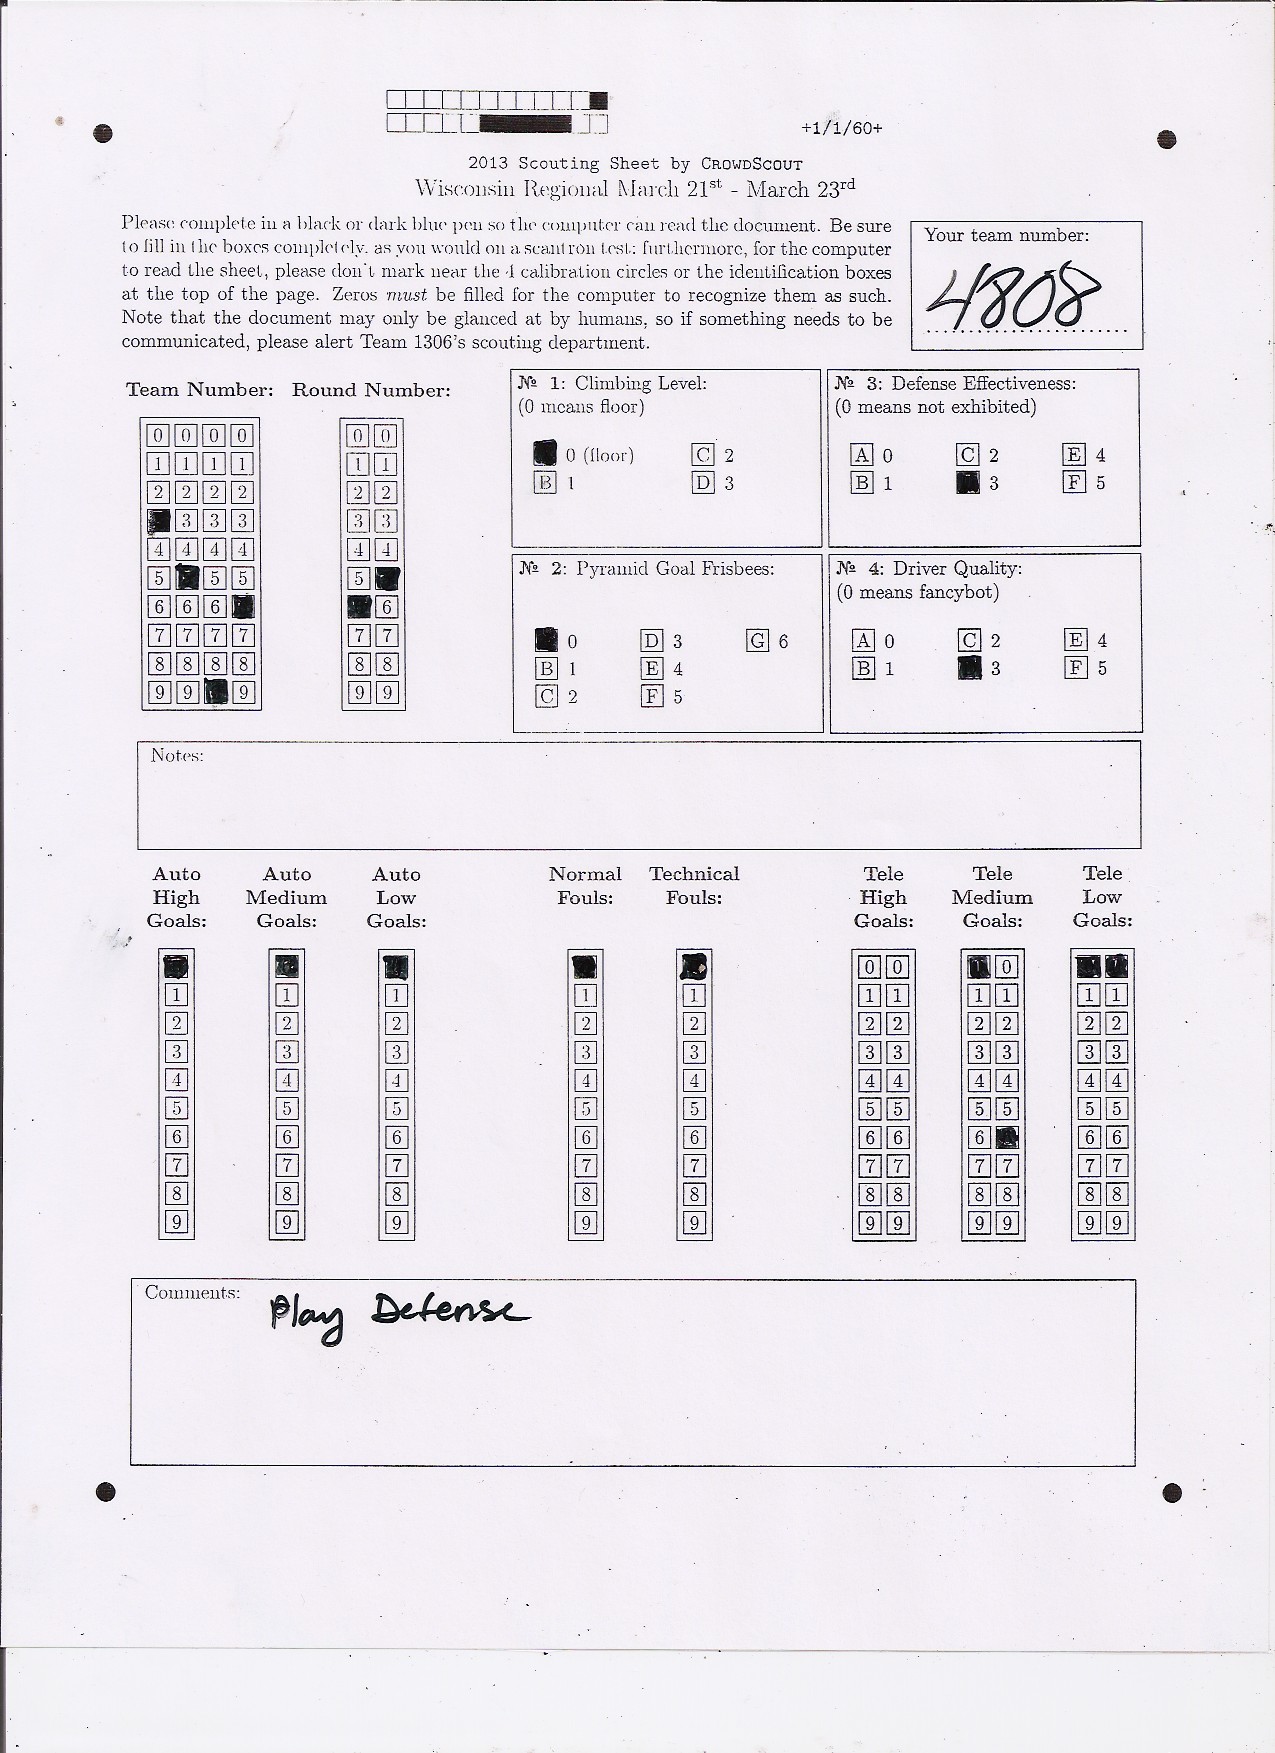 +1/1/60+
2013 Scouting Sheet by CROWDSCOUT
Wisconsin Regional March 21st - March 23rd
Please complete in a black or dark blue pen so the computer can read the document. Be sure
to fill in the boxes completely, as you would on a scantron test; furthermore, for the computer
to read the sheet, please don't mark near the 4 calibration circles or the identification boxes
at the top of the page. Zeros must be filled for the computer to recognize them as such.
Note that the document may only be glanced at by humans, so if something needs to be
communicated, please alert Team 1306's scouting department.
Your team number:
4808
Team Number: Round Number:
0 0 0 0 0 0
1 1 1 1 1 1
2 2 2 2 2 2
3 3 3 3 3
4 4 4 4 4 4
5 5 5 5
6 6 6 6
7 7 7 7 7 7
8 8 8 8 8 8
9 9 9 9 9
№ 1: Climbing Level:
(0 means floor)
0 (floor) C 2
B 1 D 3
№ 3: Defense Effectiveness:
(0 means not exhibited)
A 0 C 2 E 4
B 1 3 F 5
№ 2: Pyramid Goal Frisbees:
0 D 3 G 6
B 1 E 4
C 2 F 5
№ 4: Driver Quality:
(0 means fancybot)
A 0 C 2 E 4
B 1 3 F 5
Notes:
Auto Auto Auto Normal Technical Tele Tele Tele
High Medium Low Fouls: Fouls: High Medium Low
Goals: Goals: Goals: Goals: Goals: Goals:
0 0 0
1 1 1 1 1 1 1 1 1 1 1
2 2 2 2 2 2 2 2 2 2 2
3 3 3 3 3 3 3 3 3 3 3
4 4 4 4 4 4 4 4 4 4 4
5 5 5 5 5 5 5 5 5 5 5
6 6 6 6 6 6 6 6 6 6
7 7 7 7 7 7 7 7 7 7 7
8 8 8 8 8 8 8 8 8 8 8
9 9 9 9 9 9 9 9 9 9 9
Comments:
Play Defense